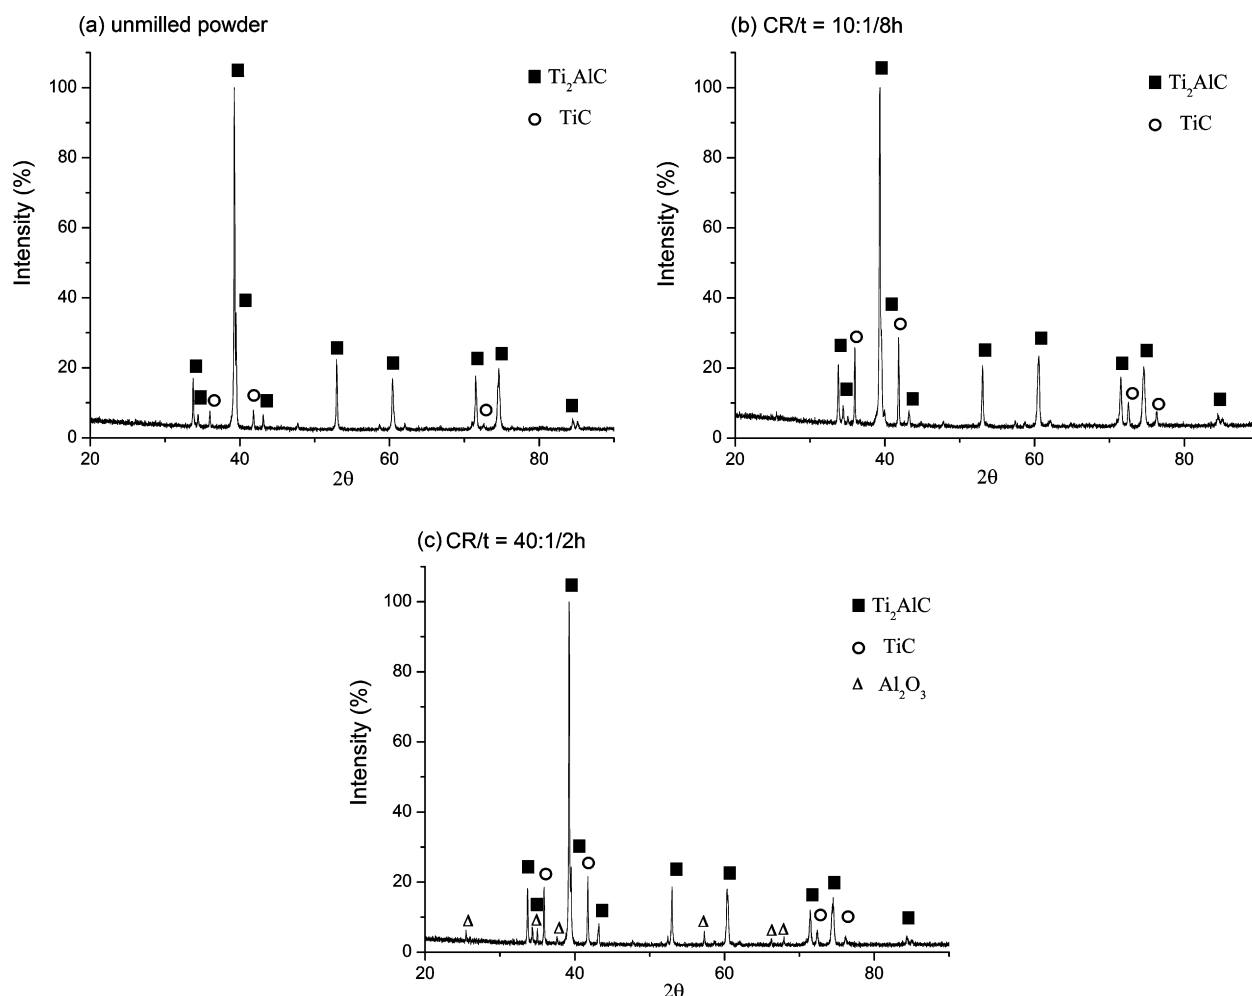 (a) unmilled powder
■ Ti₂AlC
○ TiC
Intensity (%)
100
80
60
40
20
0
20 40 60 80
2θ
(b) CR/t = 10:1/8h
■ Ti₂AlC
○ TiC
Intensity (%)
100
80
60
40
20
0
20 40 60 80
2θ
(c) CR/t = 40:1/2h
■ Ti₂AlC
○ TiC
Δ Al₂O₃
Intensity (%)
100
80
60
40
20
0
20 40 60 80
2θ